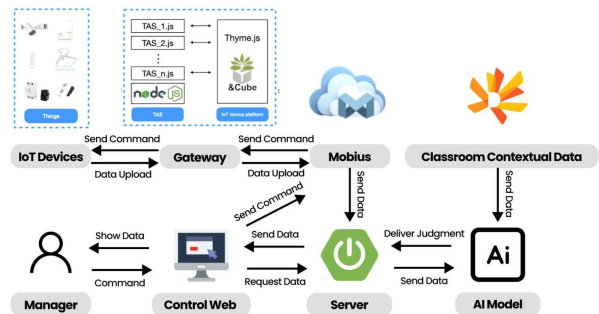 TAS_1.js
TAS_2.js
TAS_n.js
node JS
Thyme.js
&Cube
Things
TAS
IoT device platform
Send Command
Send Command
IoT Devices
Gateway
Mobius
Classroom Contextual Data
Data Upload
Data Upload
Send Command
Send Data
Send Data
Show Data
Send Data
Deliver Judgment
Ai
Command
Request Data
Send Data
Manager
Control Web
Server
AI Model